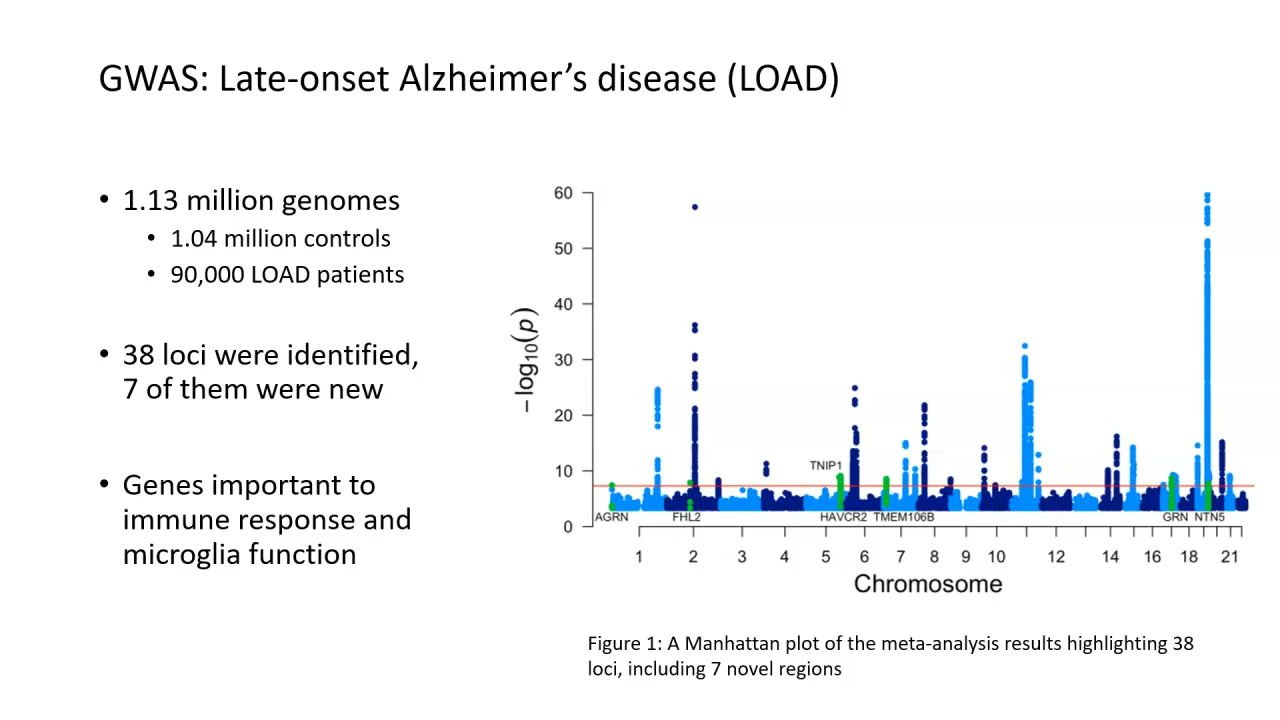 GWAS: Late-onset Alzheimer’s disease (LOAD)
• 1.13 million genomes
• 1.04 million controls
• 90,000 LOAD patients
• 38 loci were identified,
7 of them were new
• Genes important to
immune response and
microglia function
60
50
40
30
20
10
0
−log10(p)
TNIP1
AGRN FHL2 HAVCR2 TMEM106B GRN NTN5
1 2 3 4 5 6 7 8 9 10 12 14 16 18 21
Chromosome
Figure 1: A Manhattan plot of the meta-analysis results highlighting 38
loci, including 7 novel regions